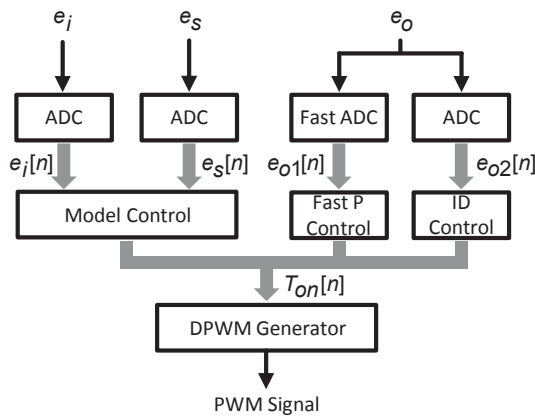 e_i e_s e_o
ADC ADC Fast ADC ADC
e_i[n] e_s[n] e_o1[n] e_o2[n]
Model Control
Fast P
Control
ID
Control
T_on[n]
DPWM Generator
PWM Signal